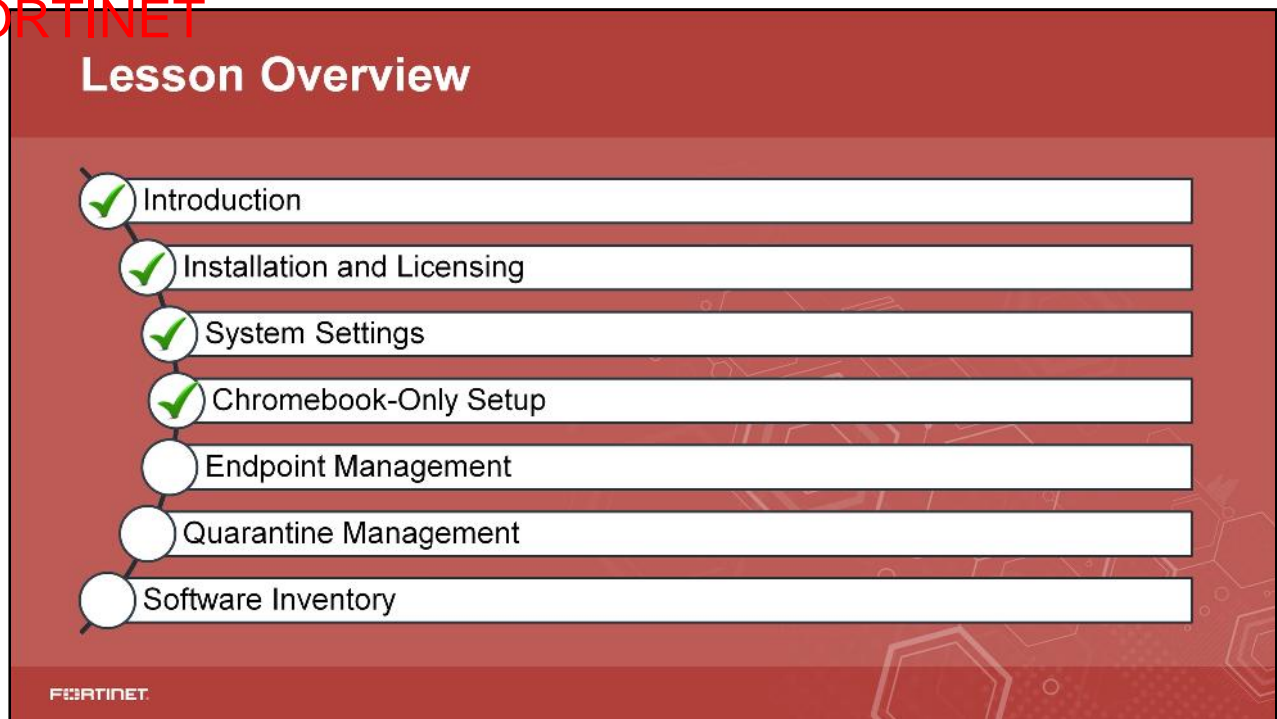 ORTINET
Lesson Overview
Introduction
Installation and Licensing
System Settings
Chromebook-Only Setup
Endpoint Management
Quarantine Management
Software Inventory
FORTINET